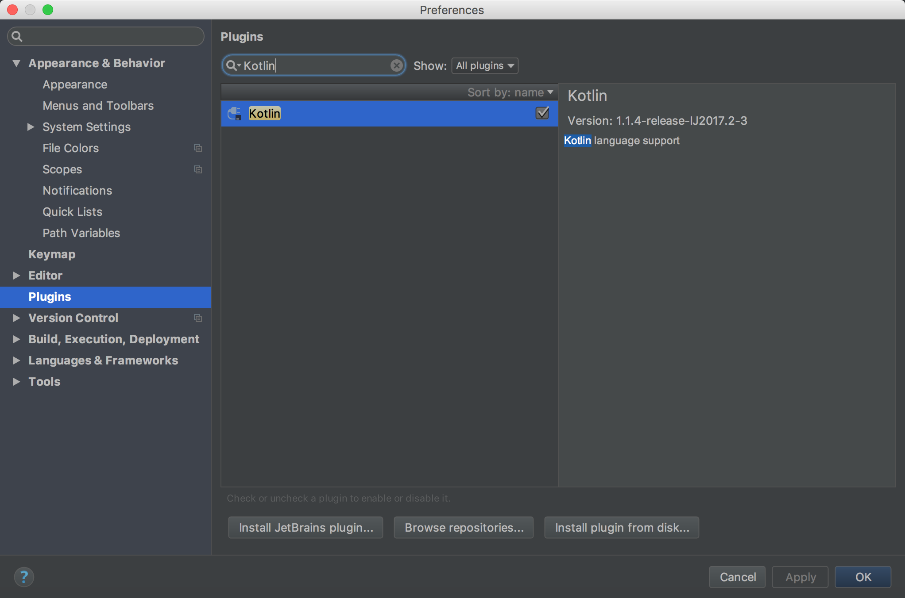 Preferences
Plugins
Kotlin
Show: All plugins
Appearance & Behavior
Appearance
Menus and Toolbars
System Settings
File Colors
Scopes
Notifications
Quick Lists
Path Variables
Keymap
Editor
Plugins
Version Control
Build, Execution, Deployment
Languages & Frameworks
Tools
Sort by: name
Kotlin
Kotlin
Version: 1.1.4-release-IJ2017.2-3
Kotlin language support
Check or uncheck a plugin to enable or disable it.
Install JetBrains plugin... Browse repositories... Install plugin from disk...
? Cancel Apply OK